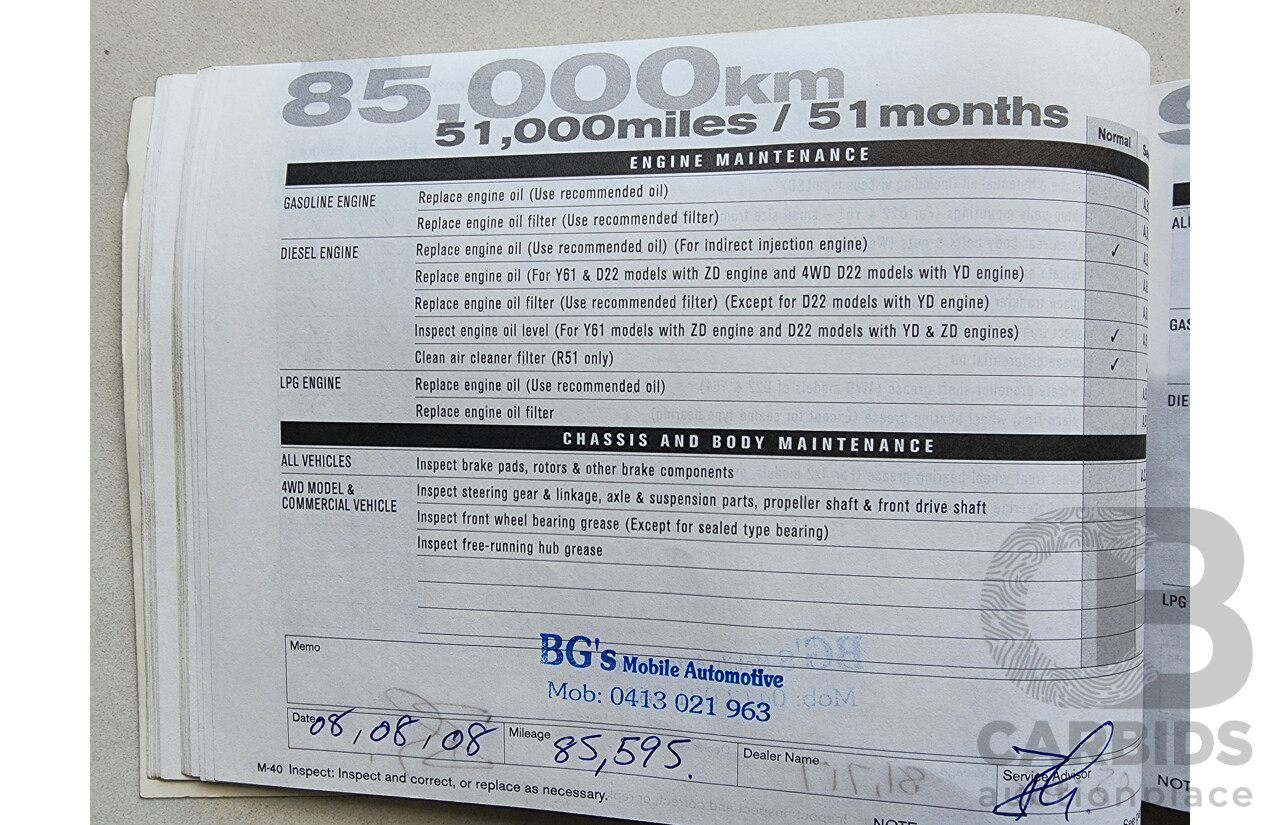 85,000km
51,000miles / 51months
Normal
ENGINE MAINTENANCE
GASOLINE ENGINE Replace engine oil (Use recommended oil)
Replace engine oil filter (Use recommended filter)
DIESEL ENGINE Replace engine oil (Use recommended oil) (For indirect injection engine) ✓
Replace engine oil (For Y61 & D22 models with ZD engine and 4WD D22 models with YD engine)
Replace engine oil filter (Use recommended filter) (Except for D22 models with YD engine)
Inspect engine oil level (For Y61 models with ZD engine and D22 models with YD & ZD engines) ✓
Clean air cleaner filter (R51 only) ✓
LPG ENGINE Replace engine oil (Use recommended oil)
Replace engine oil filter
CHASSIS AND BODY MAINTENANCE
ALL VEHICLES Inspect brake pads, rotors & other brake components
4WD MODEL & COMMERCIAL VEHICLE Inspect steering gear & linkage, axle & suspension parts, propeller shaft & front drive shaft
Inspect front wheel bearing grease (Except for sealed type bearing)
Inspect free-running hub grease
Memo
BG's Mobile Automotive
Mob: 0413 021 963
Date 08,08,08 Mileage 85,595. Dealer Name Service Advisor
M-40 Inspect: Inspect and correct, or replace as necessary.
NOTE
LPG
CB
CARBIDS
auctionplace